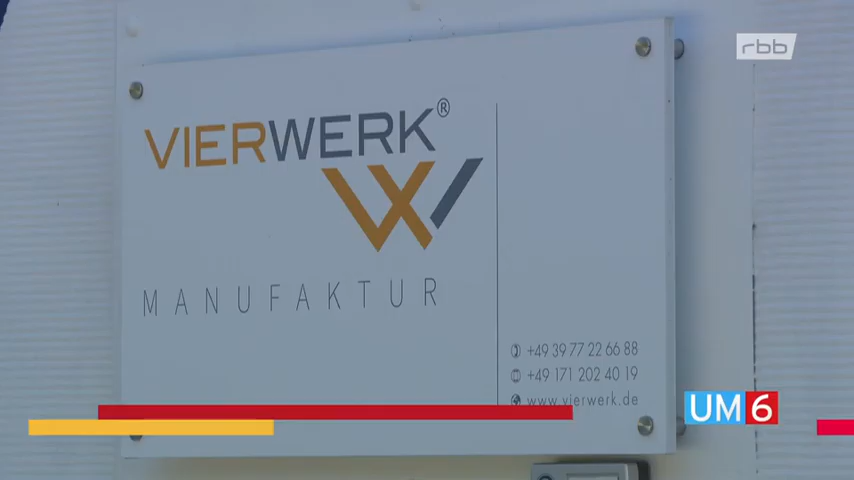 rbb
VIERWERK®
MANUFAKTUR
+49 39 77 22 66 88
+49 171 202 40 19
www.vierwerk.de
UM6